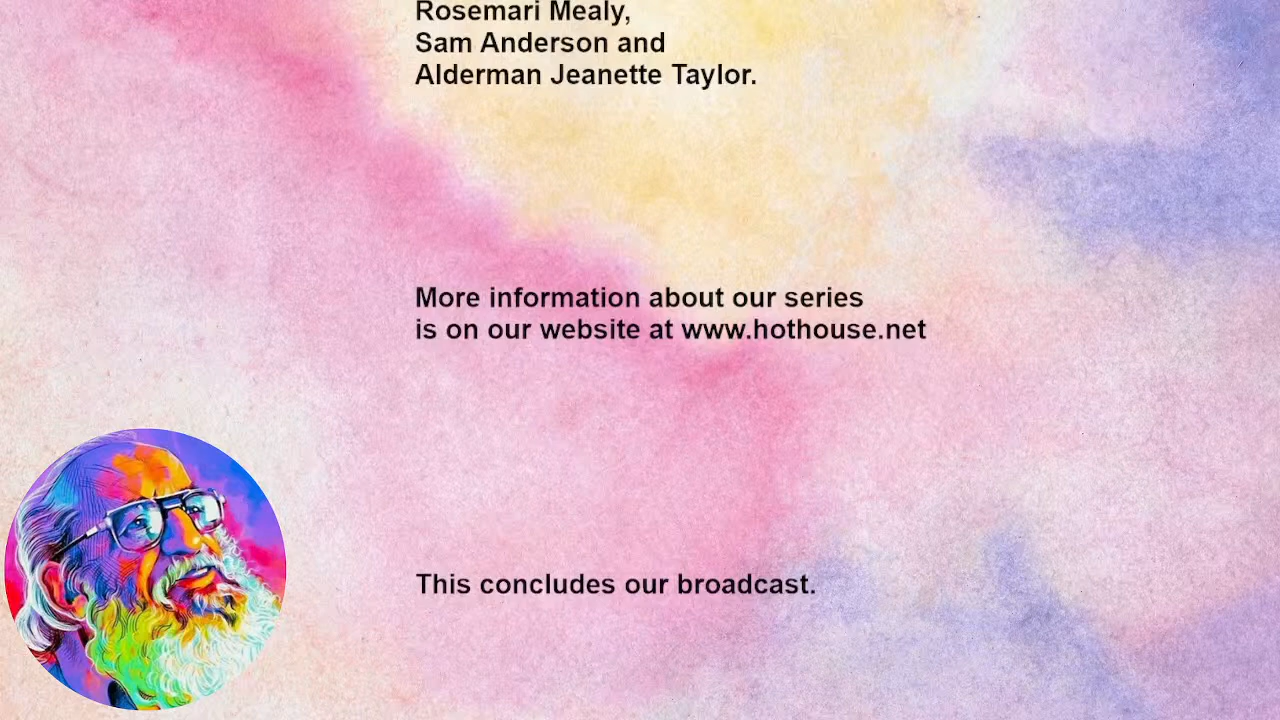 Rosemari Mealy,
Sam Anderson and
Alderman Jeanette Taylor.
More information about our series
is on our website at www.hothouse.net
This concludes our broadcast.